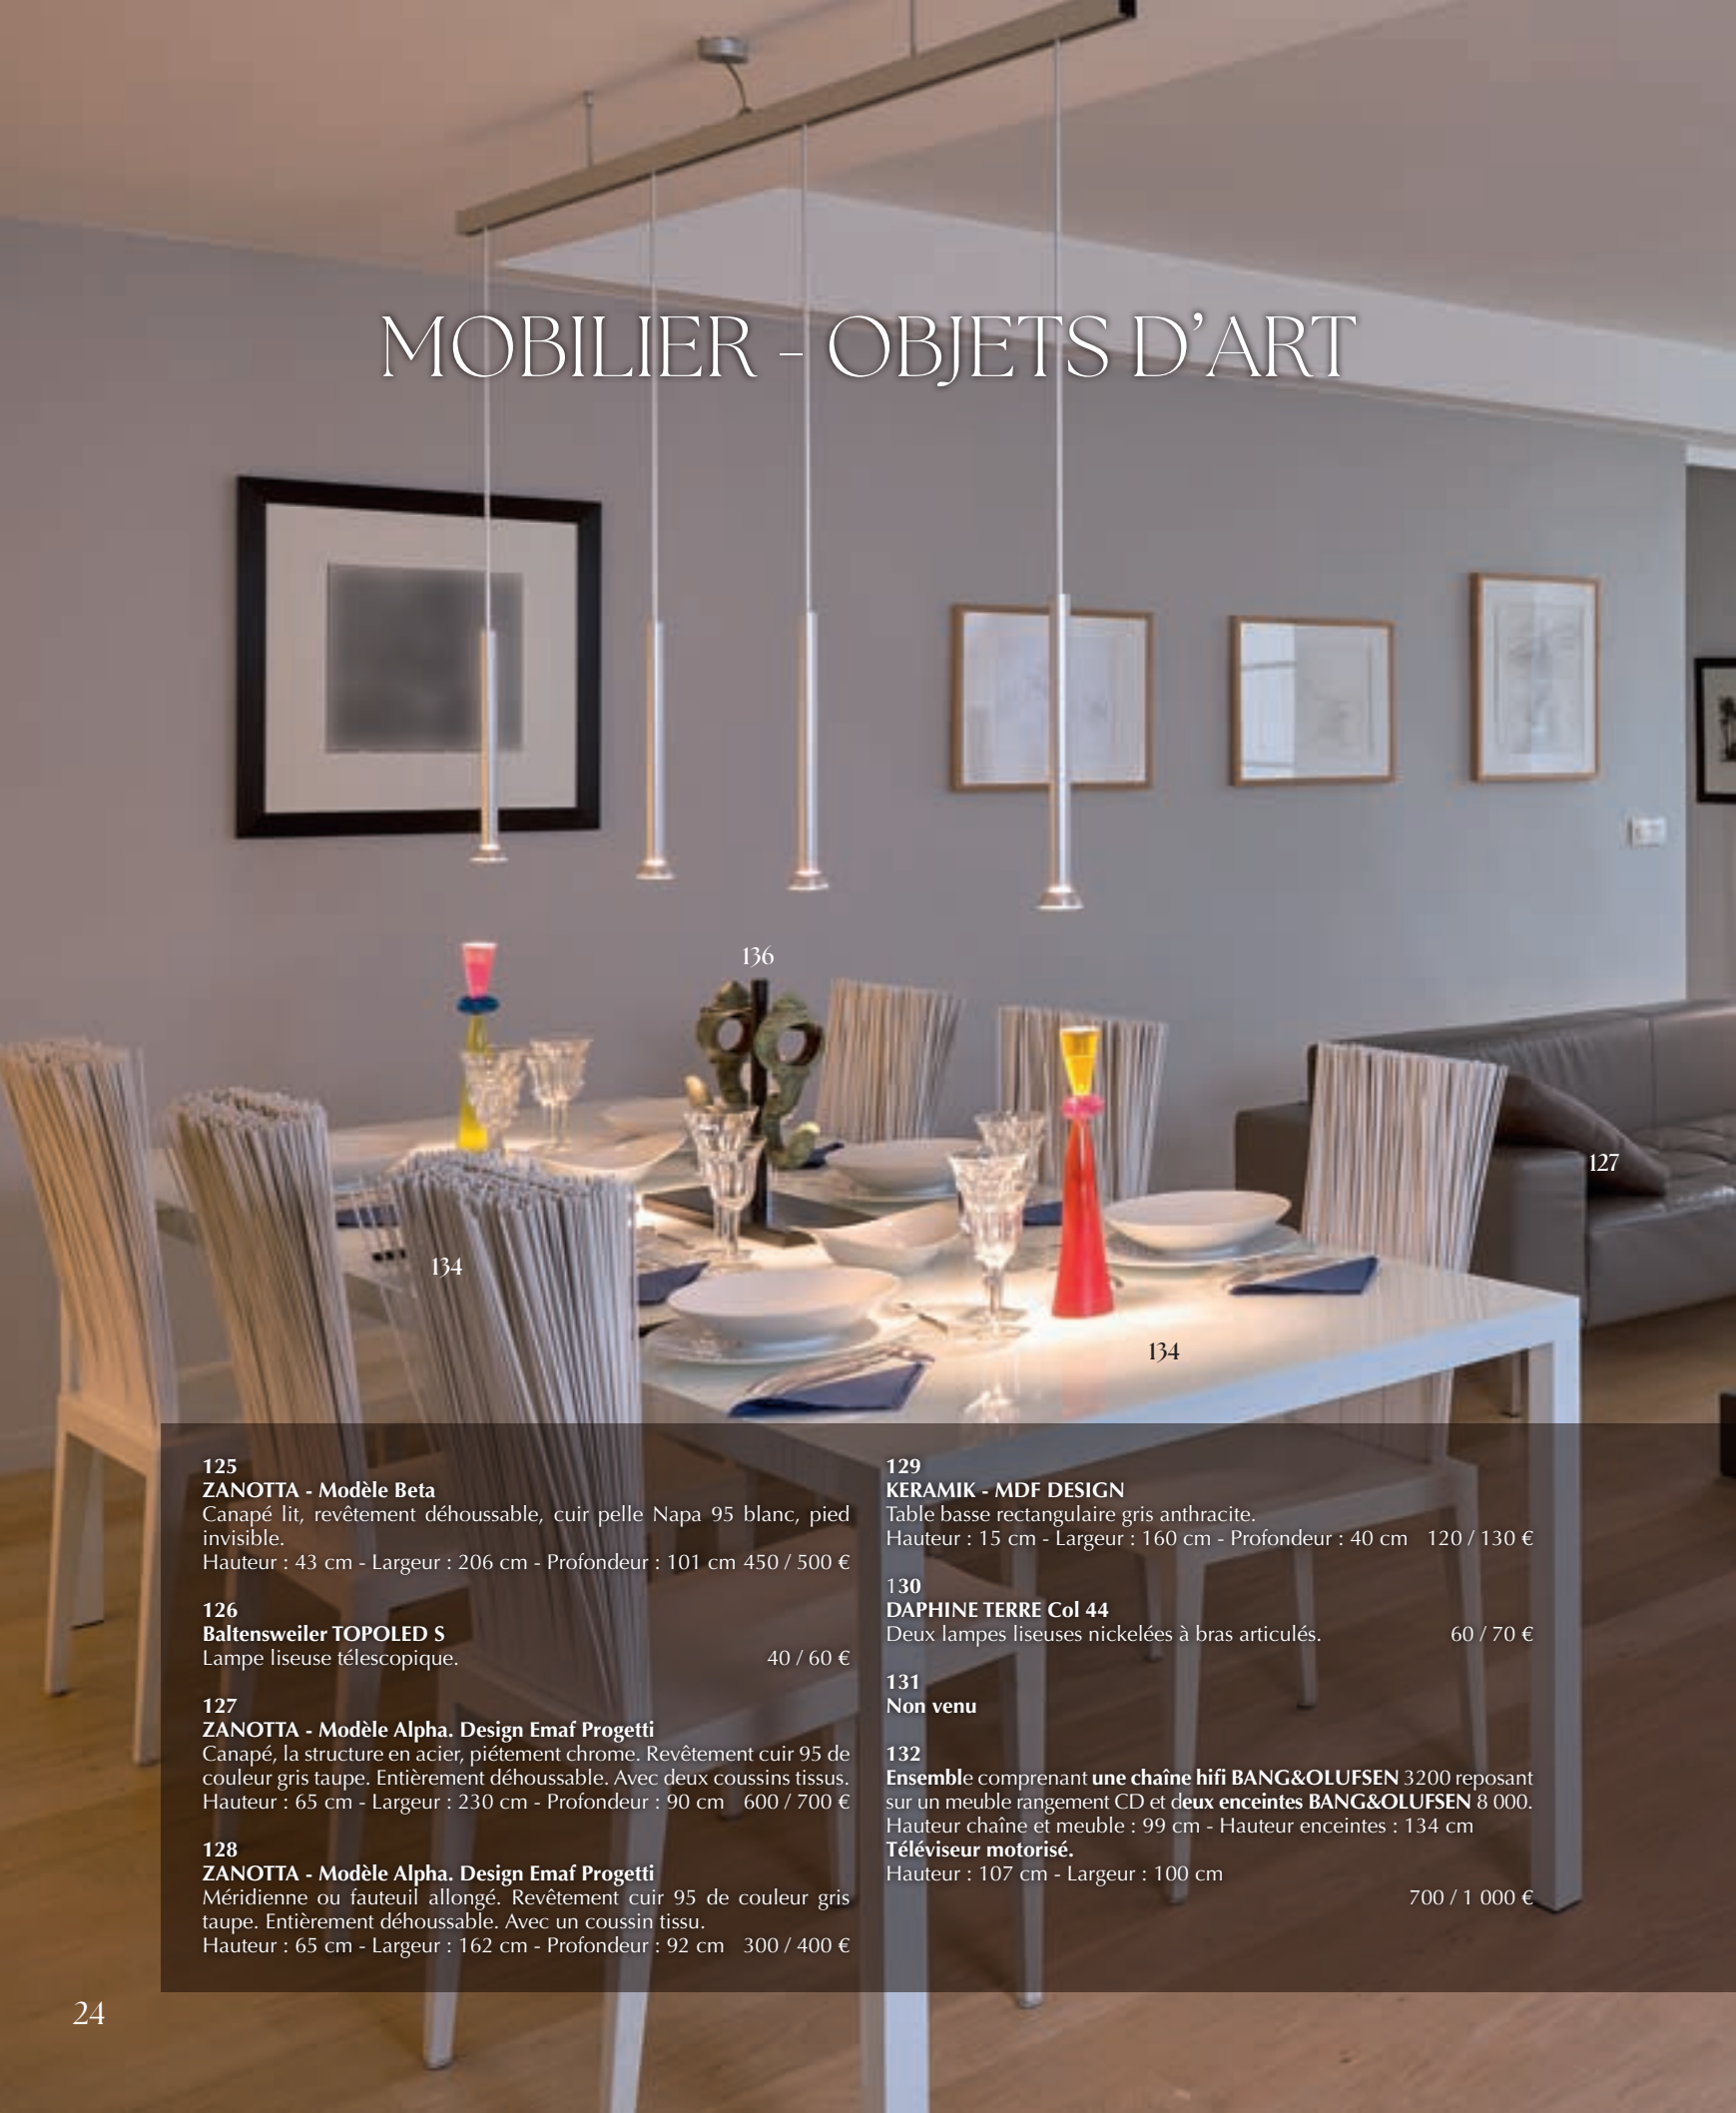 MOBILIER - OBJETS D’ART
136
127
134
134
125
ZANOTTA - Modèle Beta
Canapé lit, revêtement déhoussable, cuir pelle Napa 95 blanc, pied
invisible.
Hauteur : 43 cm - Largeur : 206 cm - Profondeur : 101 cm 450 / 500 €
126
Baltensweiler TOPOLED S
Lampe liseuse télescopique. 40 / 60 €
127
ZANOTTA - Modèle Alpha. Design Emaf Progetti
Canapé, la structure en acier, piétement chrome. Revêtement cuir 95 de
couleur gris taupe. Entièrement déhoussable. Avec deux coussins tissus.
Hauteur : 65 cm - Largeur : 230 cm - Profondeur : 90 cm 600 / 700 €
128
ZANOTTA - Modèle Alpha. Design Emaf Progetti
Méridienne ou fauteuil allongé. Revêtement cuir 95 de couleur gris
taupe. Entièrement déhoussable. Avec un coussin tissu.
Hauteur : 65 cm - Largeur : 162 cm - Profondeur : 92 cm 300 / 400 €
129
KERAMIK - MDF DESIGN
Table basse rectangulaire gris anthracite.
Hauteur : 15 cm - Largeur : 160 cm - Profondeur : 40 cm 120 / 130 €
130
DAPHINE TERRE Col 44
Deux lampes liseuses nickelées à bras articulés. 60 / 70 €
131
Non venu
132
Ensemble comprenant une chaîne hifi BANG&OLUFSEN 3200 reposant
sur un meuble rangement CD et deux enceintes BANG&OLUFSEN 8 000.
Hauteur chaîne et meuble : 99 cm - Hauteur enceintes : 134 cm
Téléviseur motorisé.
Hauteur : 107 cm - Largeur : 100 cm
700 / 1 000 €
24